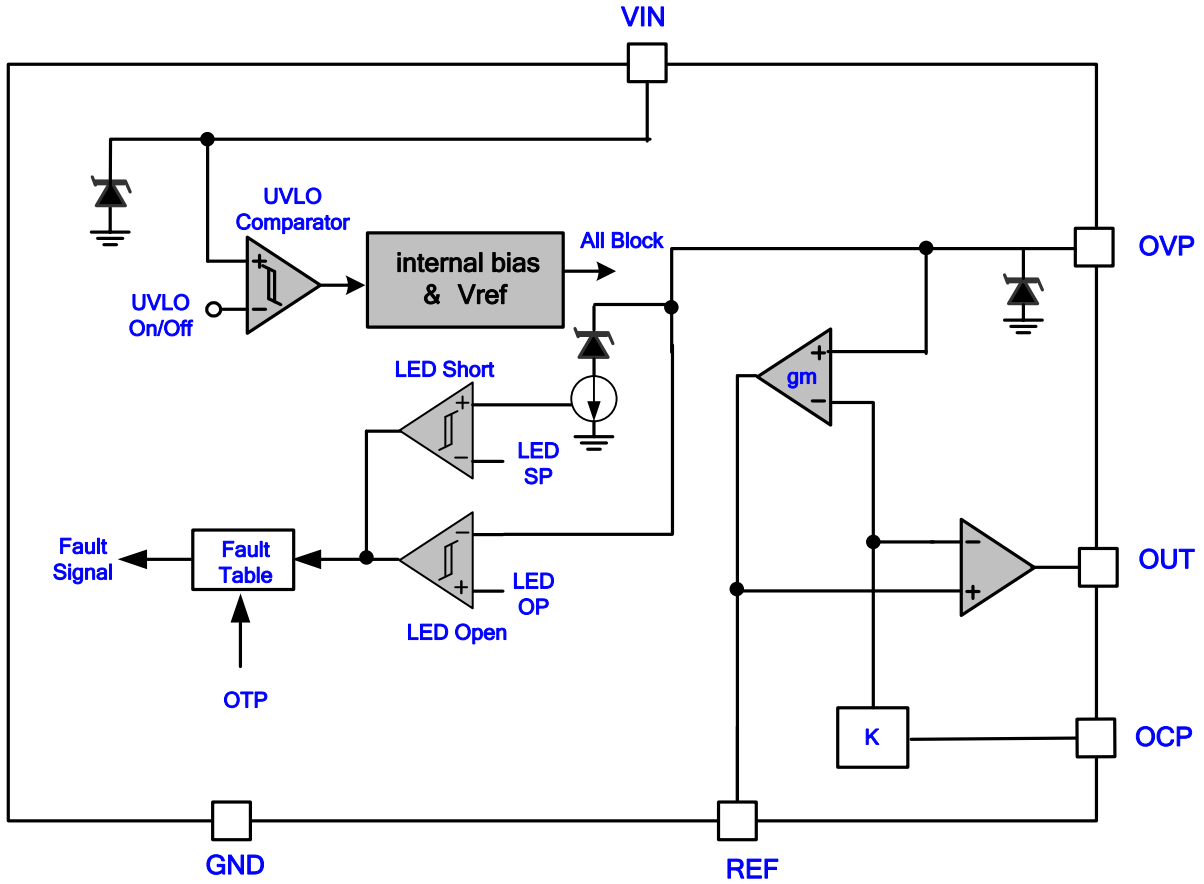 VIN
UVLO
Comparator
internal bias
& Vref
All Block
OVP
UVLO
On/Off
+
−
LED Short
+
−
gm
+
−
LED
SP
Fault
Signal
Fault
Table
−
+
LED
OP
LED Open
−
+
OUT
OTP
K
OCP
GND
REF